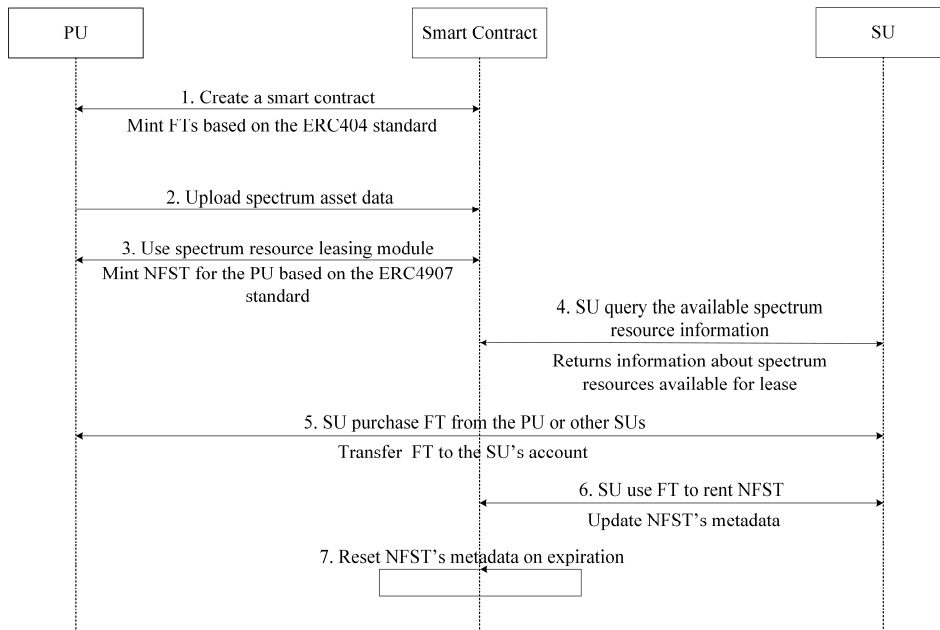 PU
Smart Contract
SU
1. Create a smart contract
Mint FTs based on the ERC404 standard
2. Upload spectrum asset data
3. Use spectrum resource leasing module
Mint NFST for the PU based on the ERC4907
standard
4. SU query the available spectrum
resource information
Returns information about spectrum
resources available for lease
5. SU purchase FT from the PU or other SUs
Transfer FT to the SU's account
6. SU use FT to rent NFST
Update NFST's metadata
7. Reset NFST's metadata on expiration